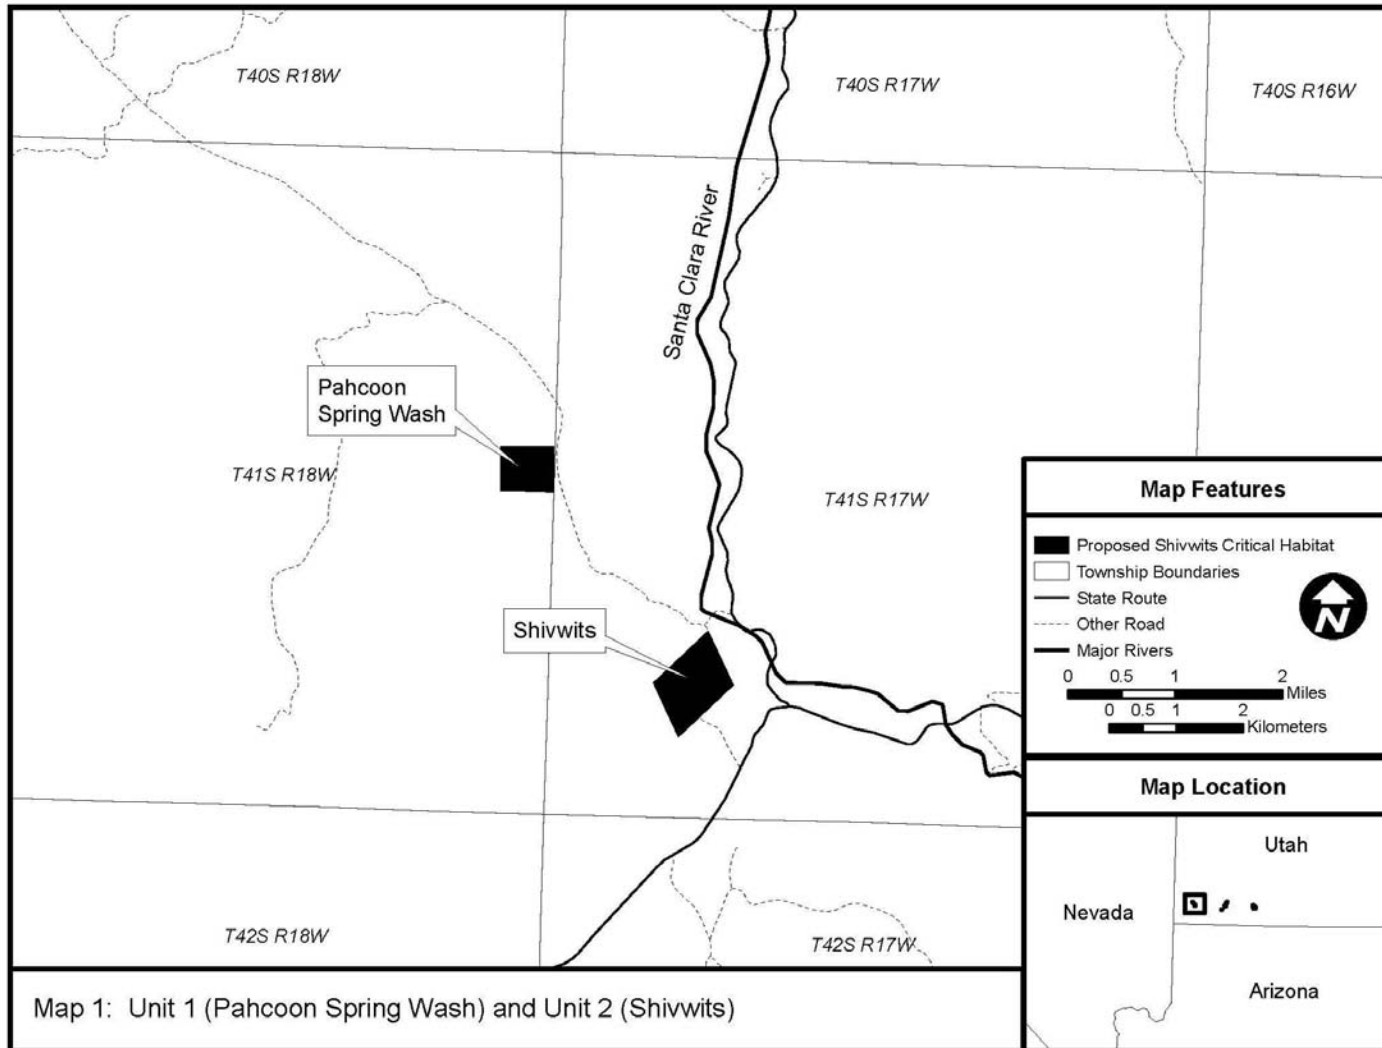 T40S R18W
T40S R17W
T40S R16W
Santa Clara River
Pahcoon
Spring Wash
T41S R18W
T41S R17W
Shivwits
T42S R18W
T42S R17W
Map Features
Proposed Shivwits Critical Habitat
Township Boundaries
State Route
Other Road
Major Rivers
N
0 0.5 1 2
Miles
0 0.5 1 2
Kilometers
Map Location
Utah
Nevada
Arizona
Map 1: Unit 1 (Pahcoon Spring Wash) and Unit 2 (Shivwits)